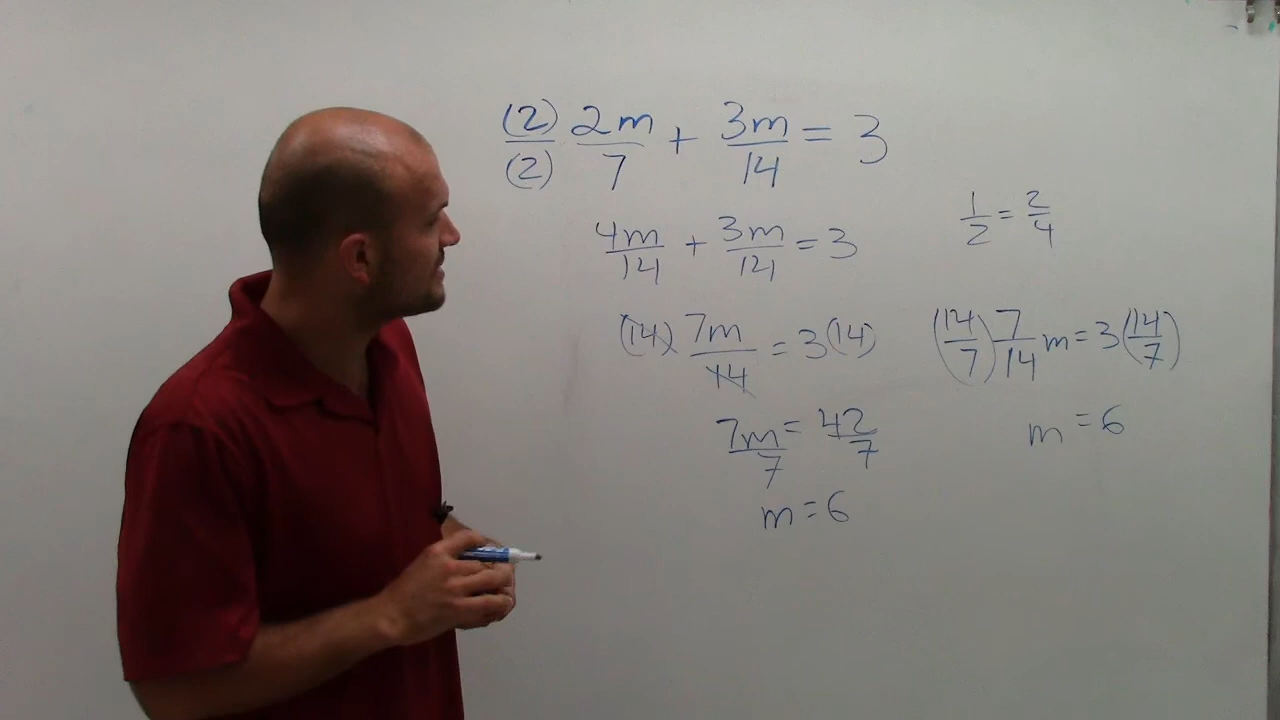 (2)/(2) 2m/7 + 3m/14 = 3
1/2 = 2/4
4m/14 + 3m/14 = 3
(14) 7m/14 = 3(14)
(14/7) 7/14 m = 3(14/7)
7m/7 = 42/7
m = 6
m = 6